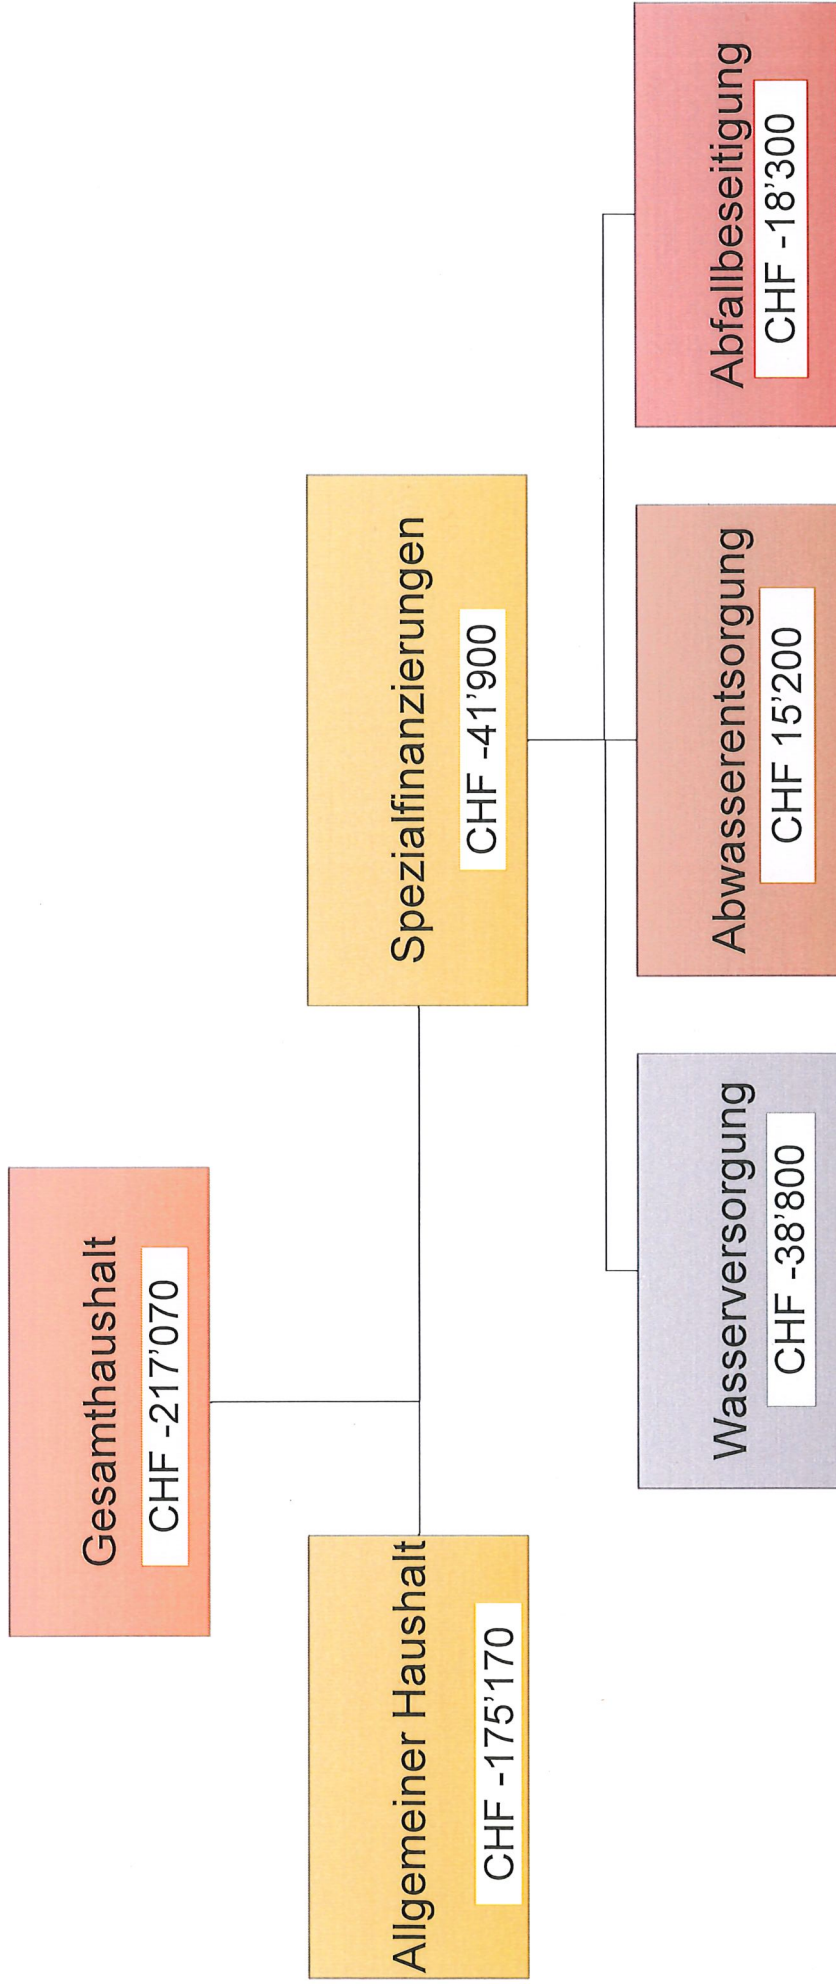 Gesamthaushalt
CHF -217’070
Allgemeiner Haushalt
CHF -175’170
Spezialfinanzierungen
CHF -41’900
Wasserversorgung
CHF -38’800
Abwasserentsorgung
CHF 15’200
Abfallbeseitigung
CHF -18’300